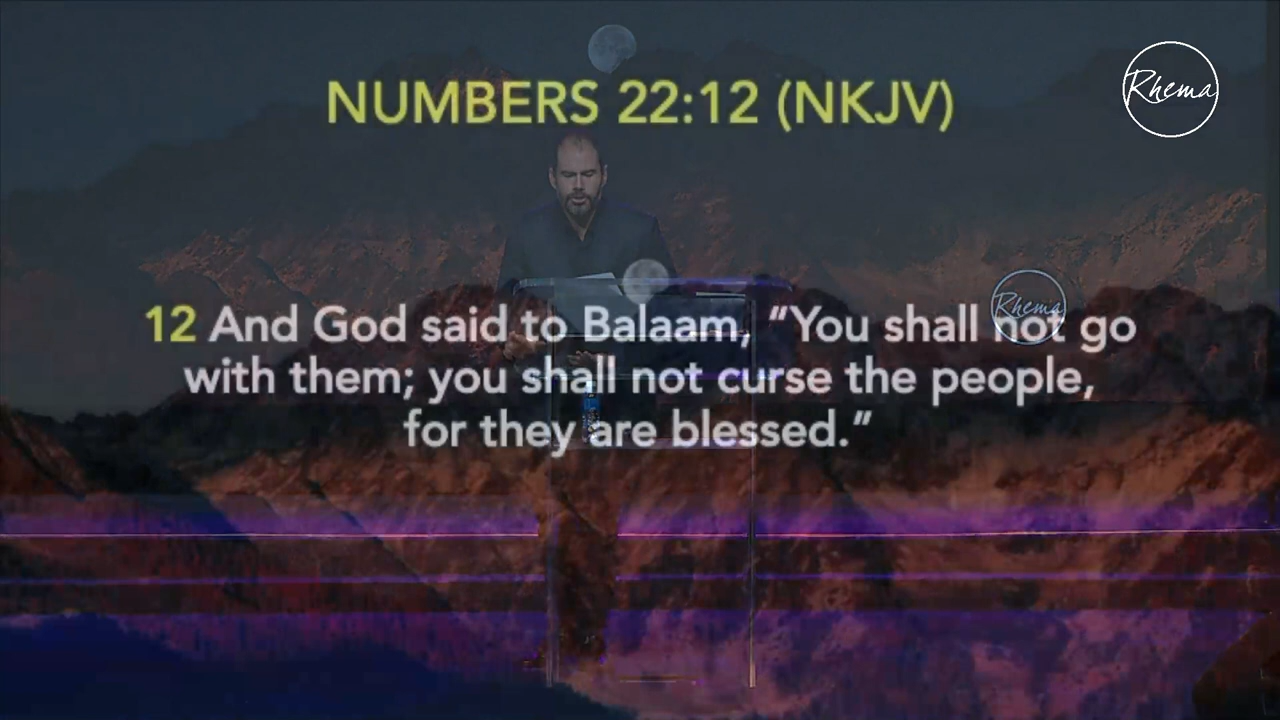 NUMBERS 22:12 (NKJV)
Rhema
12 And God said to Balaam, “You shall not go
with them; you shall not curse the people,
for they are blessed.”
Rhema